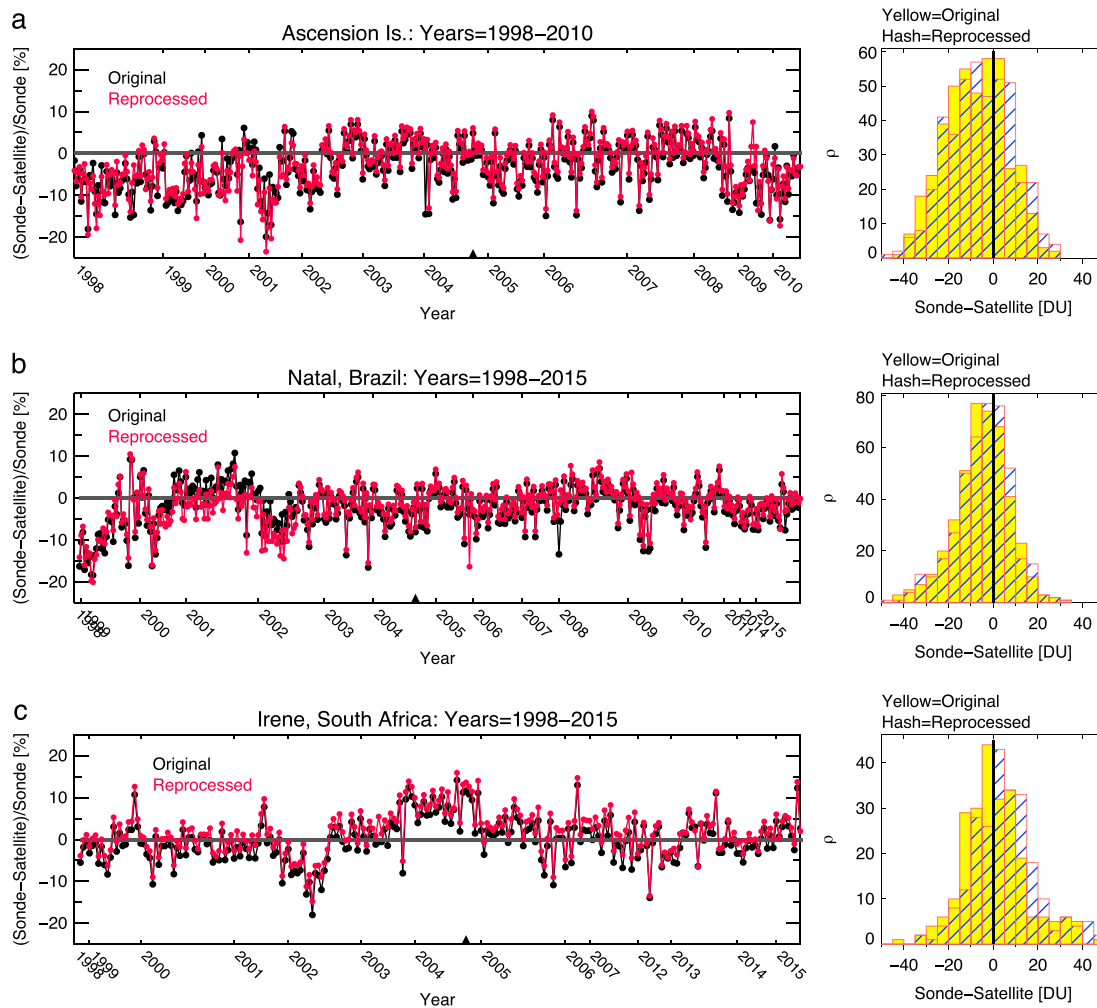 a
Ascension Is.: Years=1998−2010
(Sonde−Satellite)/Sonde [%]
20
10
0
−10
−20
Original
Reprocessed
1998
1999
2000
2001
2002
2003
2004
2005
2006
2007
2008
2009
2010
Year
Yellow=Original
Hash=Reprocessed
ρ
60
50
40
30
20
10
0
−40 −20 0 20 40
Sonde−Satellite [DU]
b
Natal, Brazil: Years=1998−2015
(Sonde−Satellite)/Sonde [%]
20
10
0
−10
−20
Original
Reprocessed
1998
1999
2000
2001
2002
2003
2004
2005
2006
2007
2008
2009
2010
2011
2014
2015
Year
Yellow=Original
Hash=Reprocessed
ρ
80
60
40
20
0
−40 −20 0 20 40
Sonde−Satellite [DU]
c
Irene, South Africa: Years=1998−2015
(Sonde−Satellite)/Sonde [%]
20
10
0
−10
−20
Original
Reprocessed
1998
1999
2000
2001
2002
2003
2004
2005
2006
2007
2012
2013
2014
2015
Year
Yellow=Original
Hash=Reprocessed
ρ
40
30
20
10
0
−40 −20 0 20 40
Sonde−Satellite [DU]